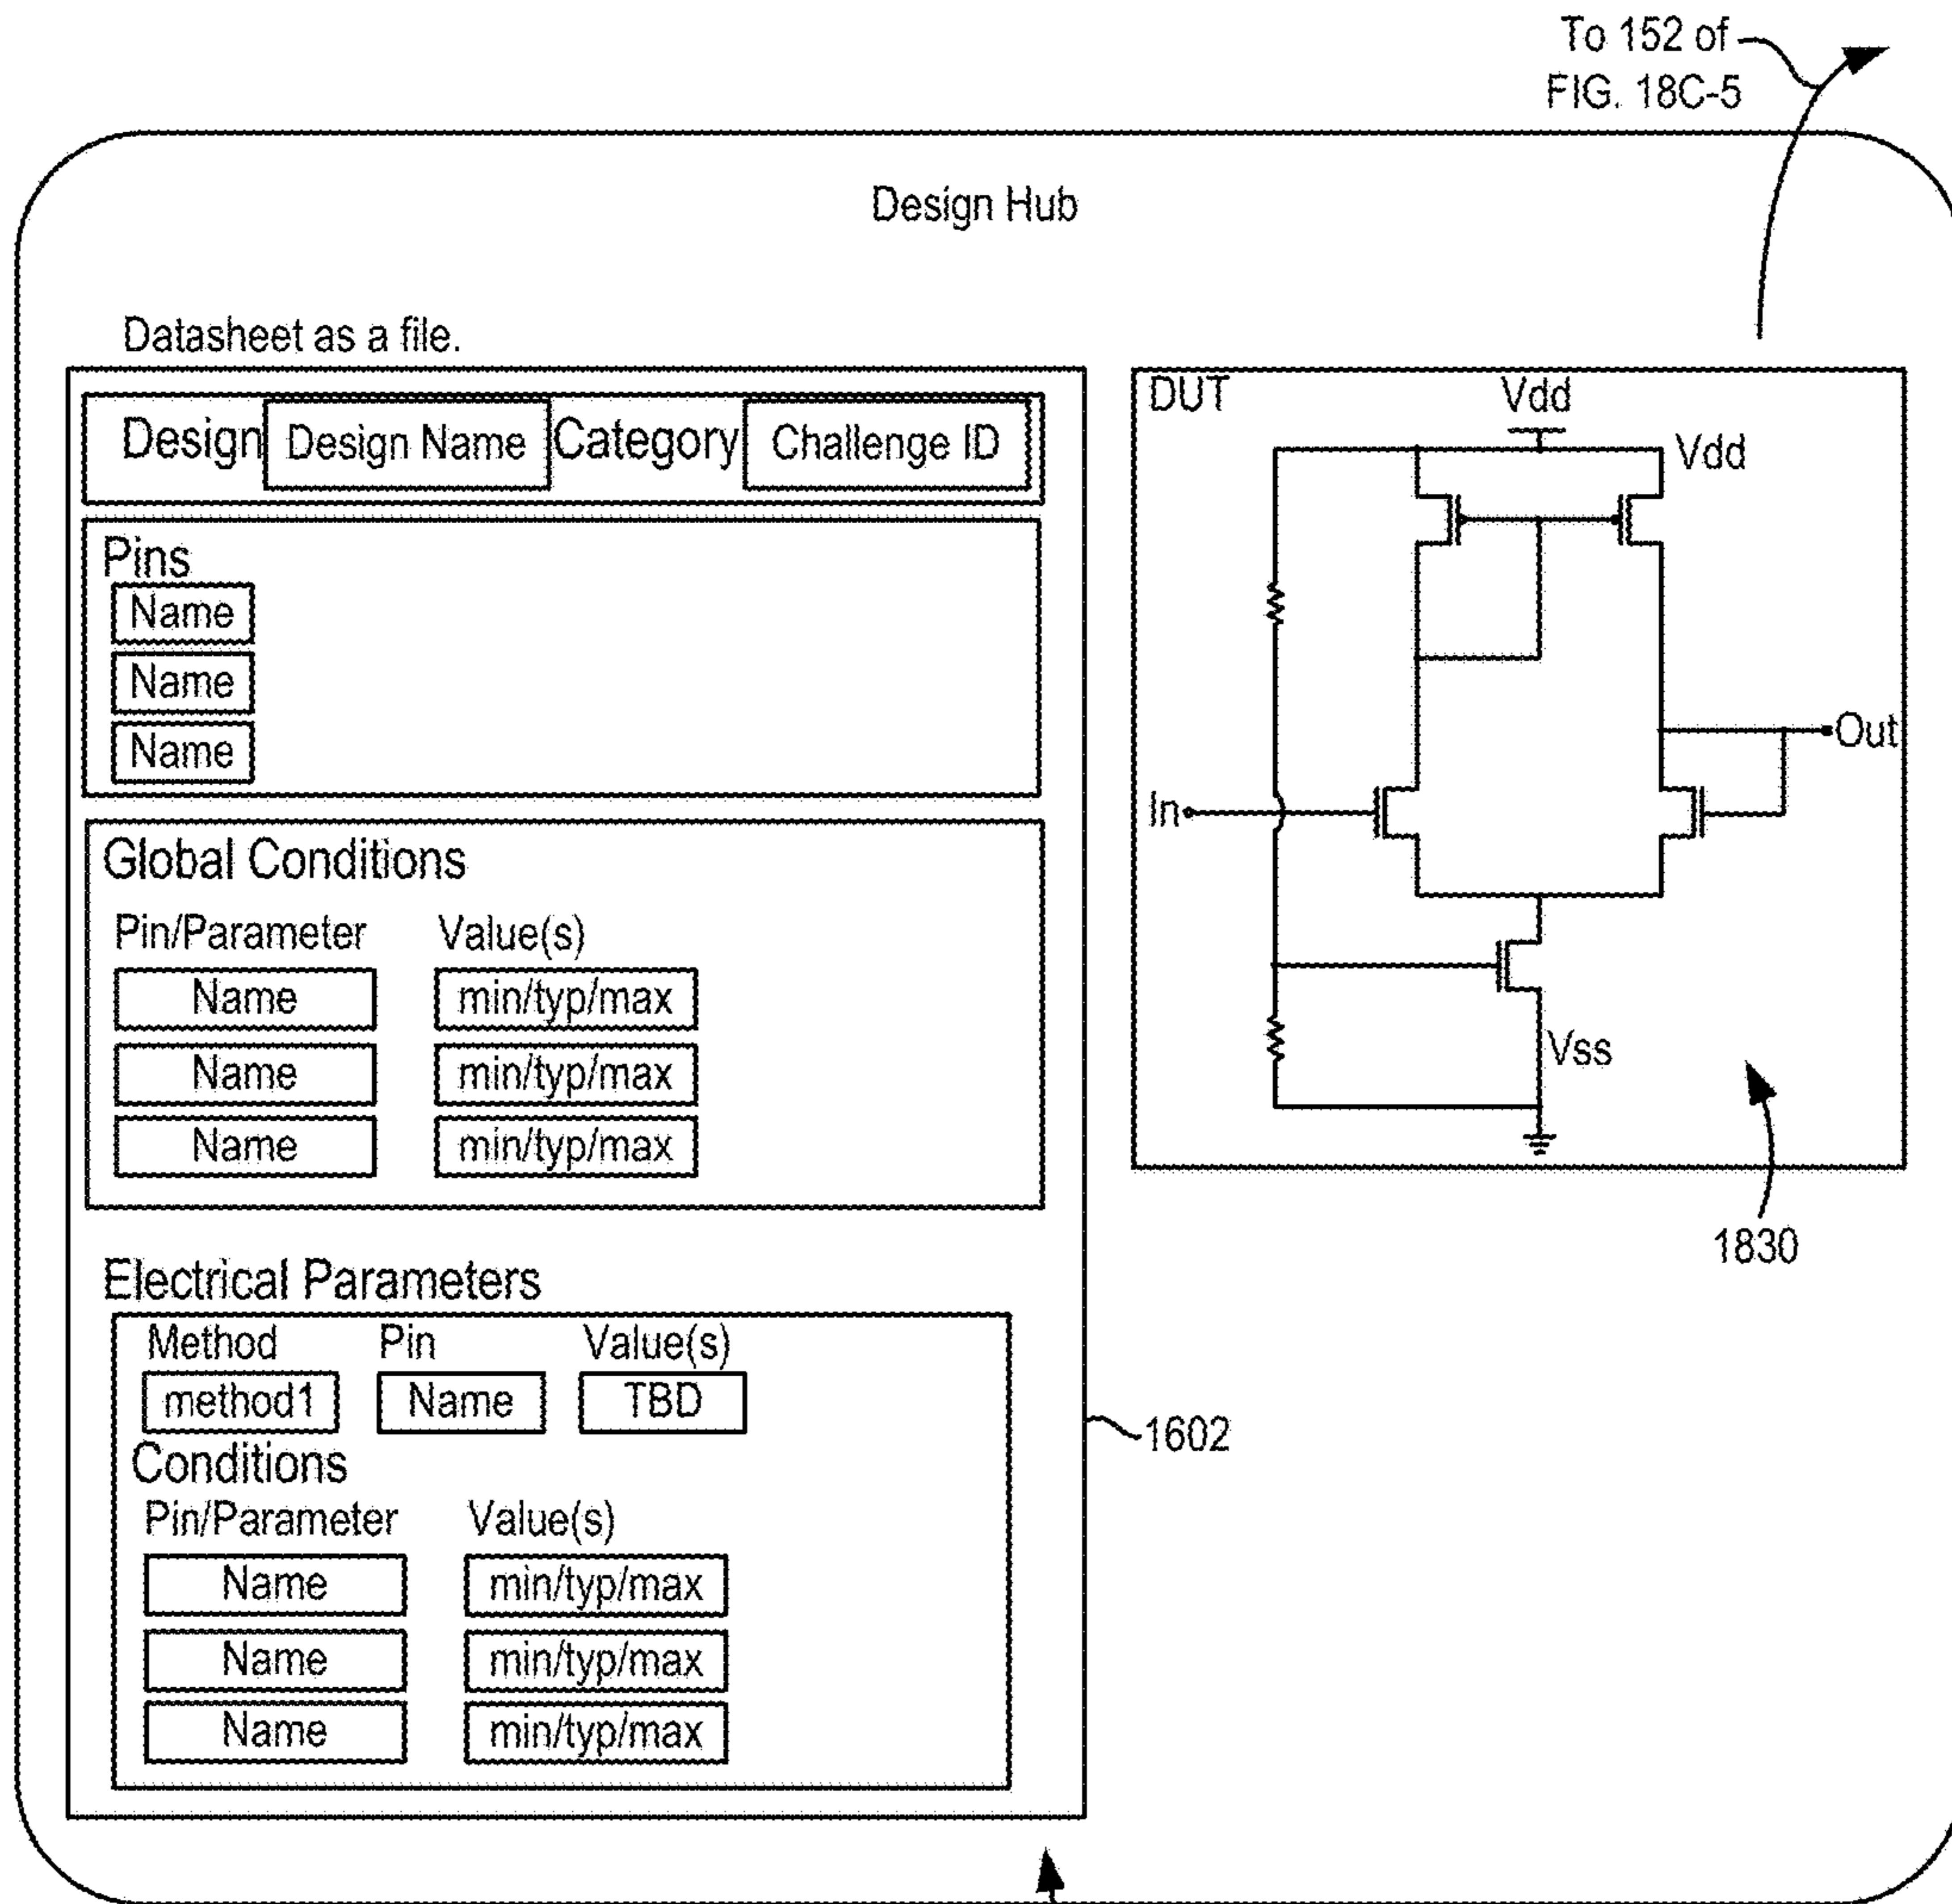 To 152 of
FIG. 18C-5
Design Hub
Datasheet as a file.
Design Design Name Category Challenge ID
Pins
Name
Name
Name
Global Conditions
Pin/Parameter Value(s)
Name min/typ/max
Name min/typ/max
Name min/typ/max
Electrical Parameters
Method Pin Value(s)
method1 Name TBD
Conditions
Pin/Parameter Value(s)
Name min/typ/max
Name min/typ/max
Name min/typ/max
1602
DUT
Vdd
Vdd
Out
In
Vss
1830